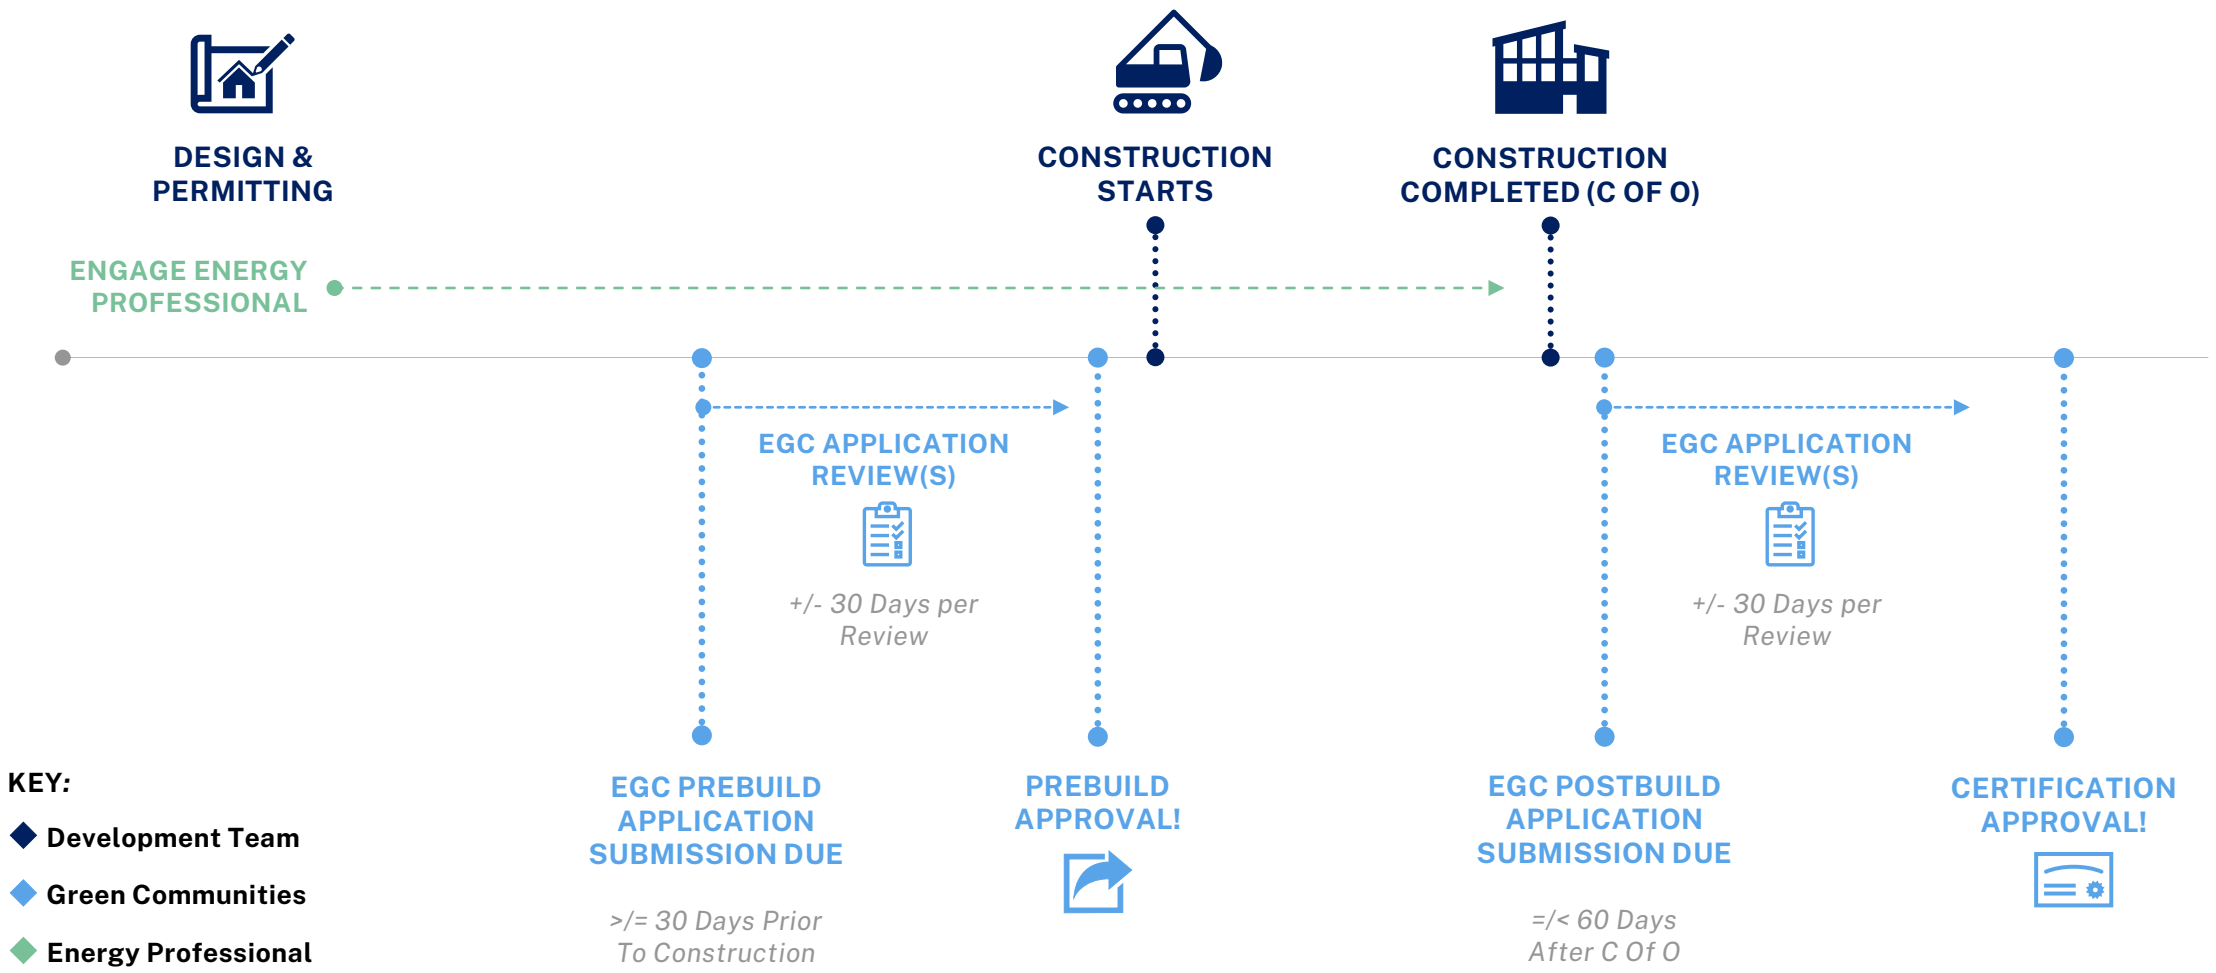 DESIGN &
PERMITTING
CONSTRUCTION
STARTS
CONSTRUCTION
COMPLETED (C OF O)
ENGAGE ENERGY
PROFESSIONAL
EGC APPLICATION
REVIEW(S)
+/- 30 Days per
Review
EGC APPLICATION
REVIEW(S)
+/- 30 Days per
Review
EGC PREBUILD
APPLICATION
SUBMISSION DUE
>/= 30 Days Prior
To Construction
PREBUILD
APPROVAL!
EGC POSTBUILD
APPLICATION
SUBMISSION DUE
=/< 60 Days
After C Of O
CERTIFICATION
APPROVAL!
KEY:
Development Team
Green Communities
Energy Professional